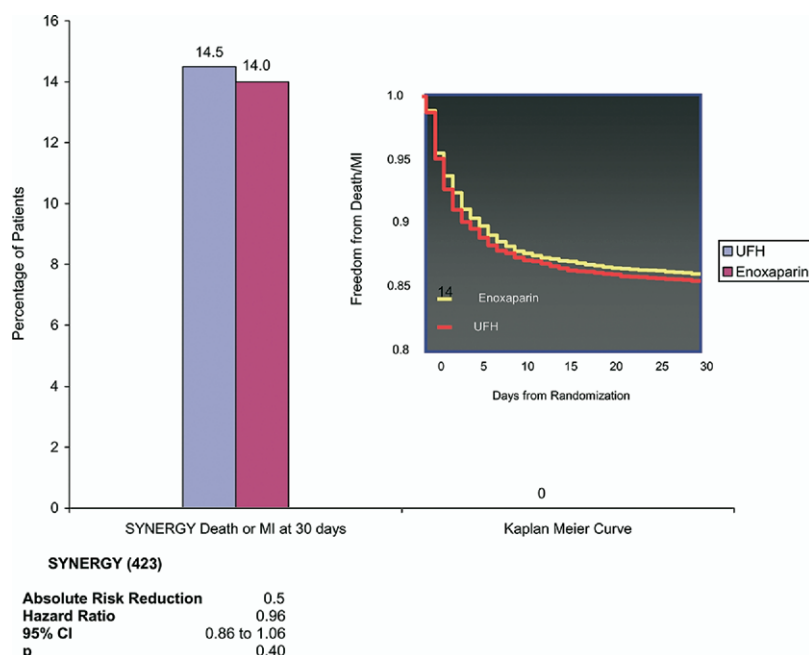 16
14
12
10
8
6
4
2
0
Percentage of Patients
14.5
14.0
0
SYNERGY Death or MI at 30 days
Kaplan Meier Curve
1.0
0.95
0.9
0.85
0.8
Freedom from Death/MI
14
Enoxaparin
UFH
0 5 10 15 20 25 30
Days from Randomization
UFH
Enoxaparin
SYNERGY (423)
Absolute Risk Reduction 0.5
Hazard Ratio 0.96
95% CI 0.86 to 1.06
p 0.40